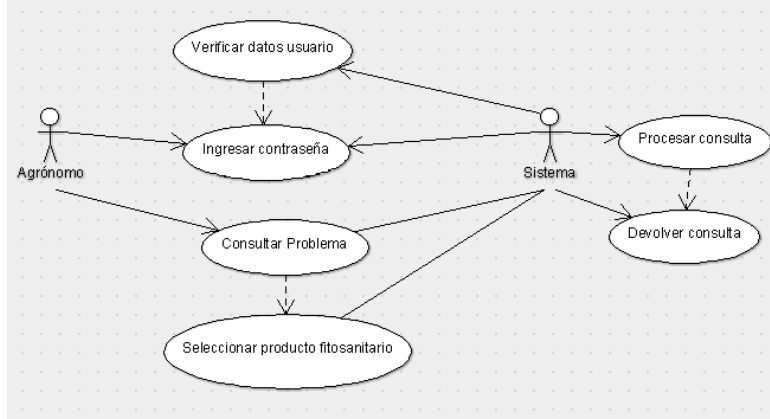 Verificar datos usuario
Ingresar contraseña
Procesar consulta
Agrónomo
Sistema
Consultar Problema
Devolver consulta
Seleccionar producto fitosanitario